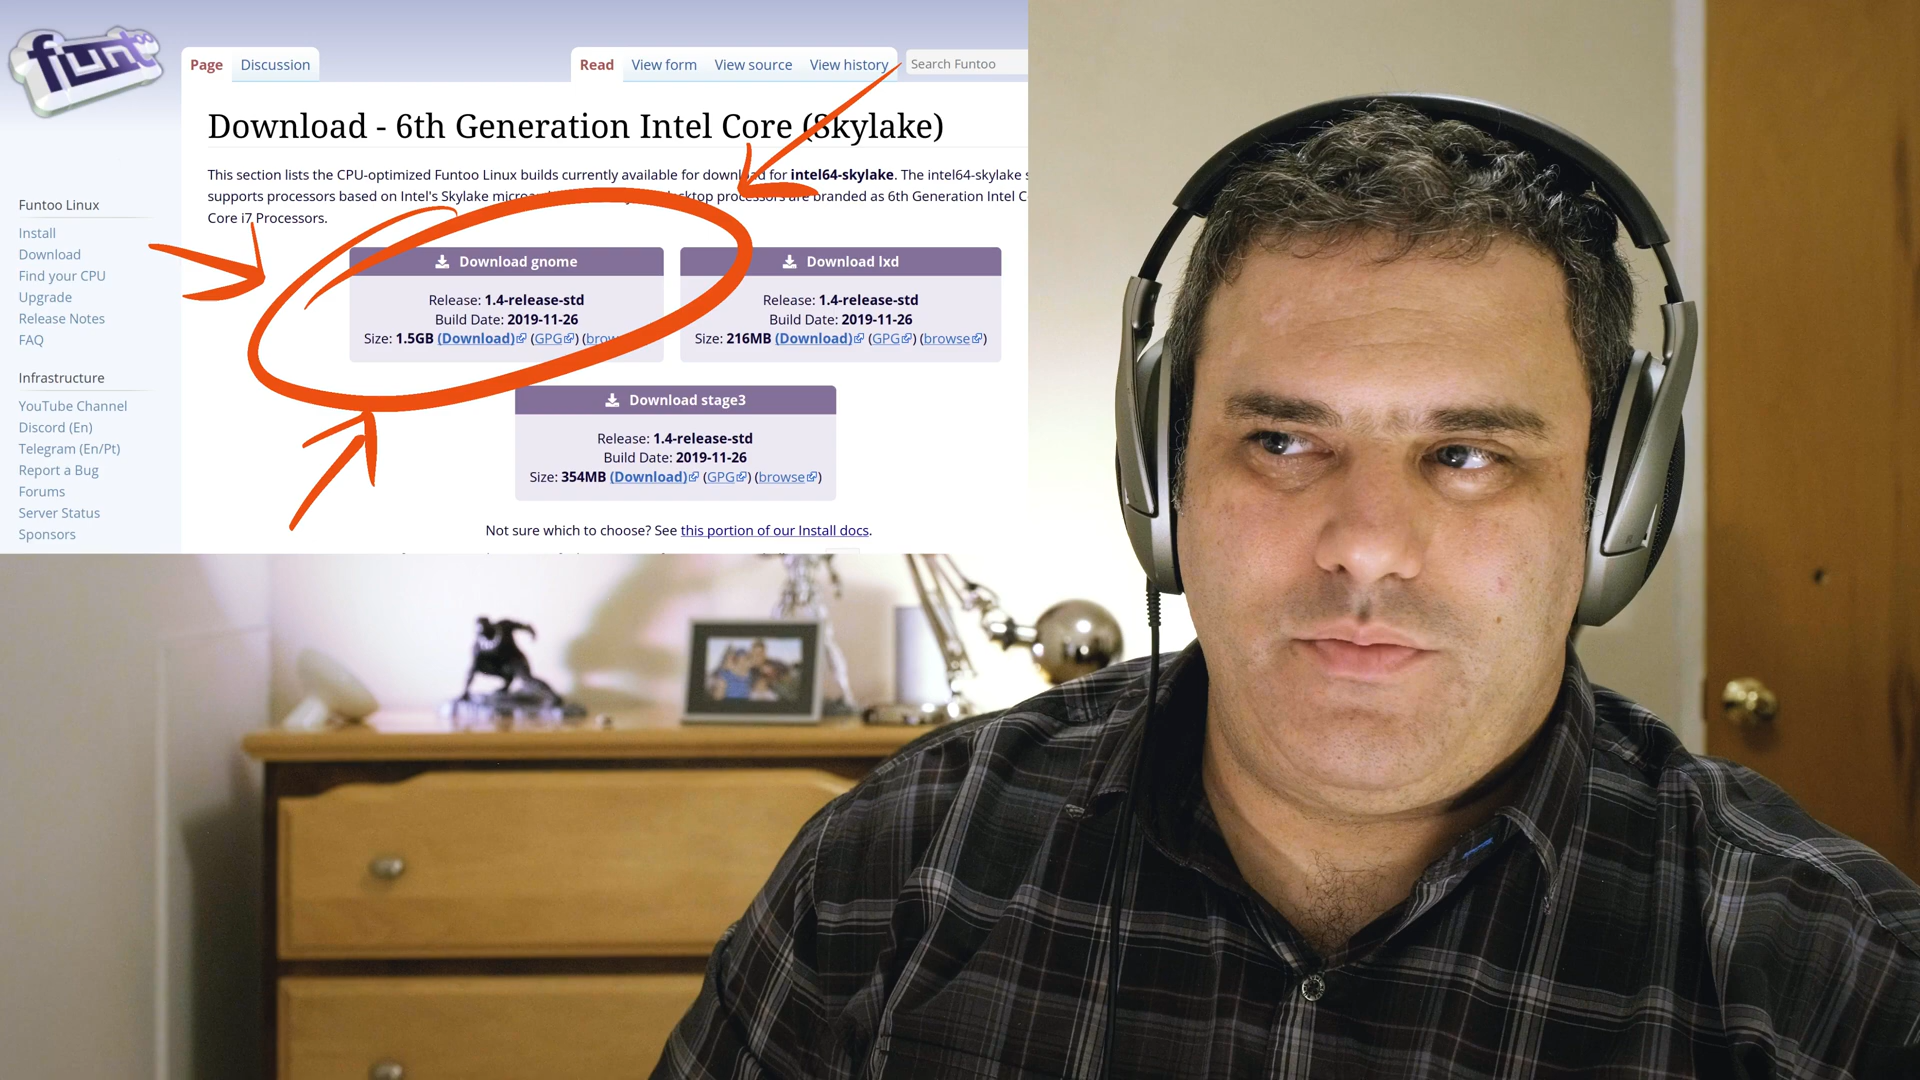 funtoo
Page Discussion Read View form View source View history Search Funtoo
Download - 6th Generation Intel Core (Skylake)
This section lists the CPU-optimized Funtoo Linux builds currently available for download for intel64-skylake. The intel64-skylake
supports processors based on Intel's Skylake processors are branded as 6th Generation Intel
Core i7 Processors.
Funtoo Linux
Install
Download
Find your CPU
Upgrade
Release Notes
FAQ
Infrastructure
YouTube Channel
Discord (En)
Telegram (En/Pt)
Report a Bug
Forums
Server Status
Sponsors
Download gnome
Release: 1.4-release-std
Build Date: 2019-11-26
Size: 1.5GB (Download) (GPG)
Download lxd
Release: 1.4-release-std
Build Date: 2019-11-26
Size: 216MB (Download) (GPG) (browse)
Download stage3
Release: 1.4-release-std
Build Date: 2019-11-26
Size: 354MB (Download) (GPG) (browse)
Not sure which to choose? See this portion of our Install docs.